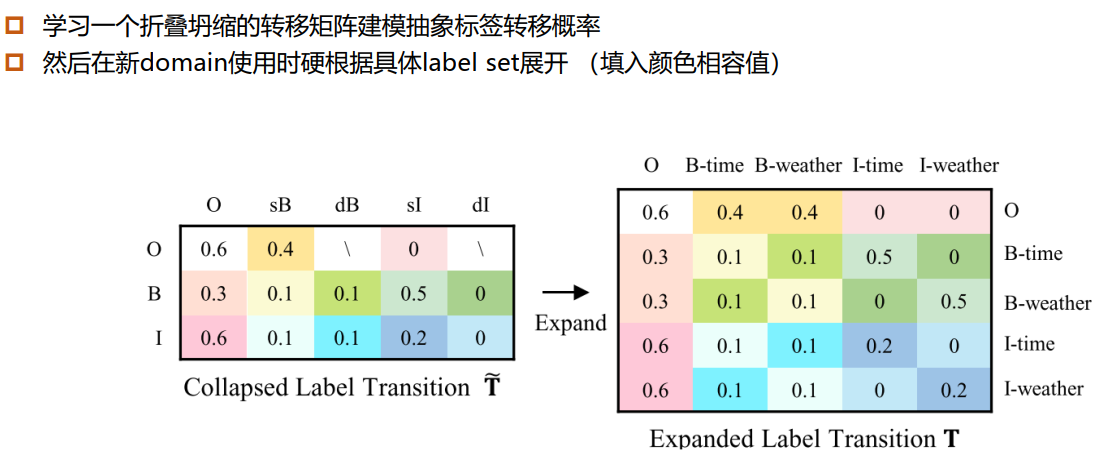 学习一个折叠坍缩的转移矩阵建模抽象标签转移概率
然后在新domain使用时硬根据具体label set展开 （填入颜色相容值）
O B-time B-weather I-time I-weather
O sB dB sI dI
O 0.6 0.4 \ 0 \
B 0.3 0.1 0.1 0.5 0
I 0.6 0.1 0.1 0.2 0
Collapsed Label Transition T̃
Expand
0.6 0.4 0.4 0 0 O
0.3 0.1 0.1 0.5 0 B-time
0.3 0.1 0.1 0 0.5 B-weather
0.6 0.1 0.1 0.2 0 I-time
0.6 0.1 0.1 0 0.2 I-weather
Expanded Label Transition T